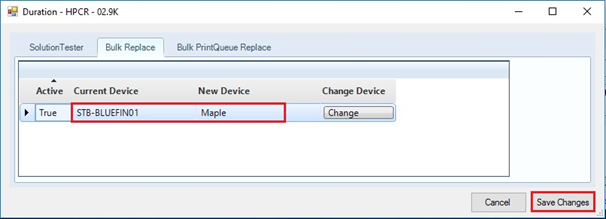 Duration - HPCR - 02.9K
SolutionTester Bulk Replace Bulk PrintQueue Replace
Active Current Device New Device Change Device
True STB-BLUEFIN01 Maple Change
Cancel Save Changes